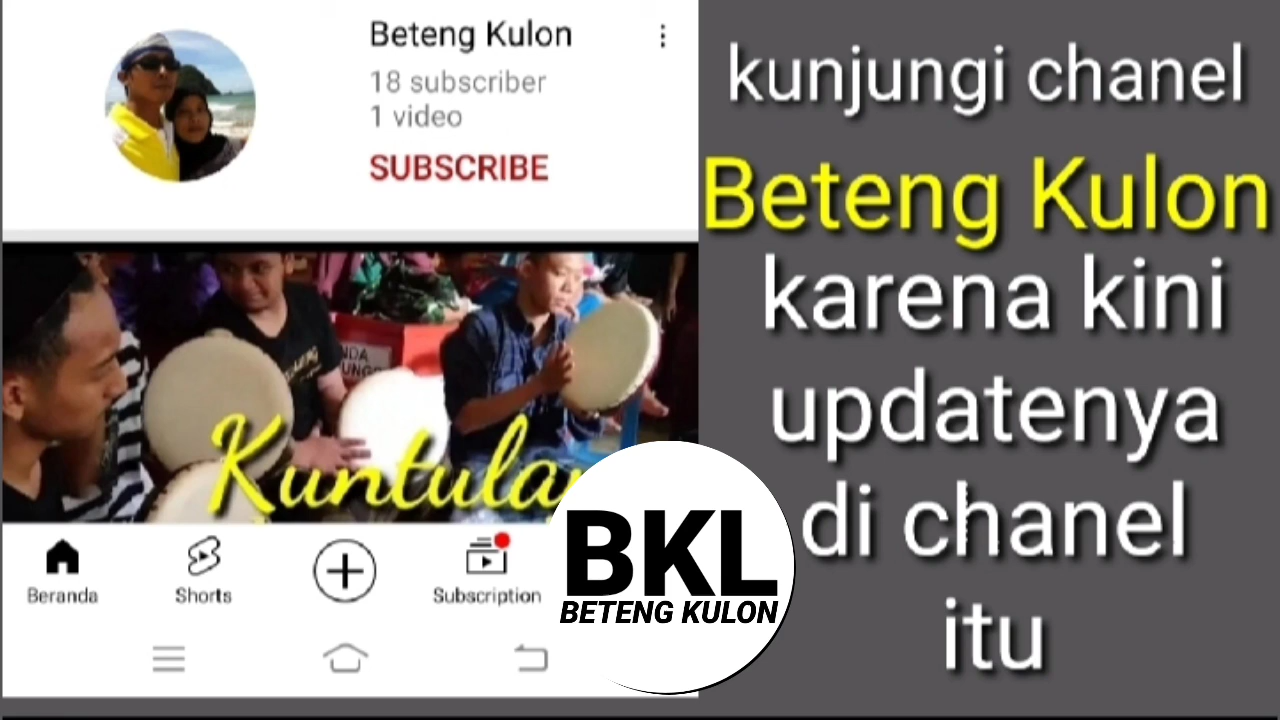 Beteng Kulon
18 subscriber
1 video
SUBSCRIBE
Kuntula
Beranda
Shorts
Subscription
BKL
BETENG KULON
kunjungi chanel
Beteng Kulon
karena kini
updatenya
di chanel
itu